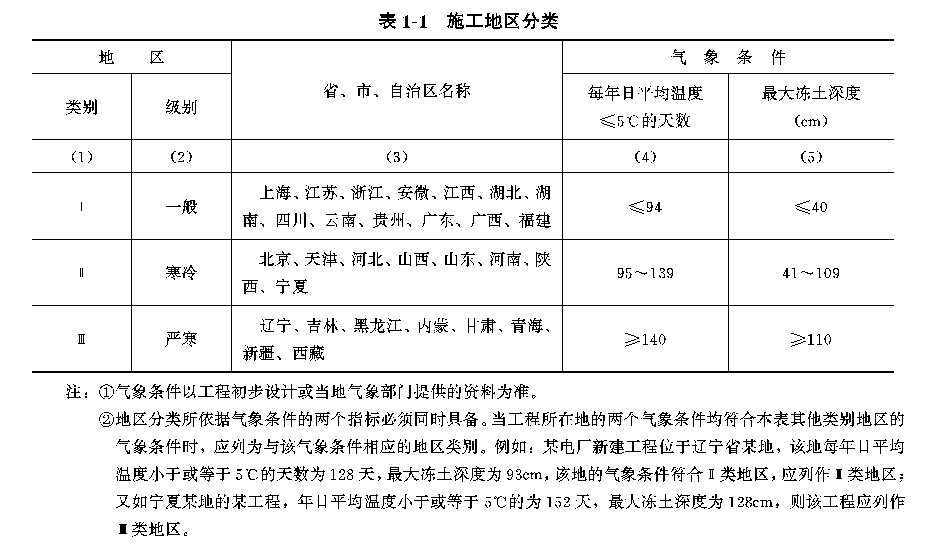 表1-1 施工地区分类
地 区
气 象 条 件
类别
级别
省、市、自治区名称
每年日平均温度
≤5℃的天数
最大冻土深度
(cm)
(1)
(2)
(3)
(4)
(5)
Ⅰ
一般
上海、江苏、浙江、安徽、江西、湖北、湖
南、四川、云南、贵州、广东、广西、福建
≤94
≤40
Ⅱ
寒冷
北京、天津、河北、山西、山东、河南、陕
西、宁夏
95～139
41～109
Ⅲ
严寒
辽宁、吉林、黑龙江、内蒙、甘肃、青海、
新疆、西藏
≥140
≥110
注：①气象条件以工程初步设计或当地气象部门提供的资料为准。
②地区分类所依据气象条件的两个指标必须同时具备。当工程所在地的两个气象条件均符合本表其他类别地区的
气象条件时，应列为与该气象条件相应的地区类别。例如：某电厂新建工程位于辽宁省某地，该地每年日平均
温度小于或等于5℃的天数为128天，最大冻土深度为93cm，该地的气象条件符合Ⅱ类地区，应列作Ⅱ类地区；
又如宁夏某地的某工程，年日平均温度小于或等于5℃的为152天，最大冻土深度为128cm，则该工程应列作
Ⅲ类地区。